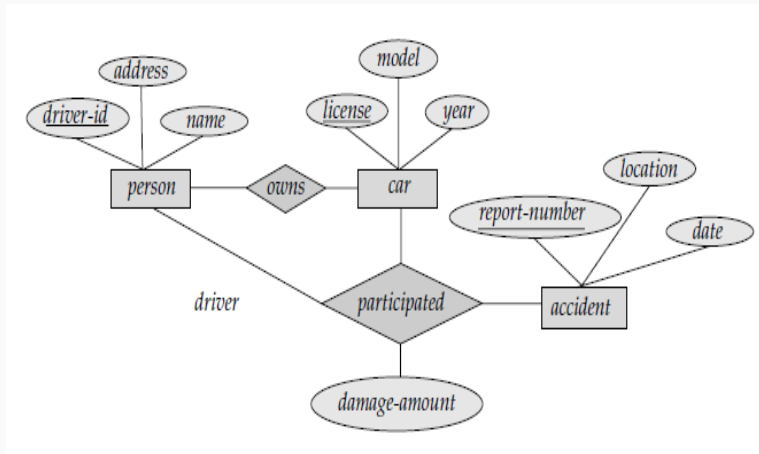 model
address
driver-id
name
license
year
person
owns
car
location
report-number
date
driver
participated
accident
damage-amount